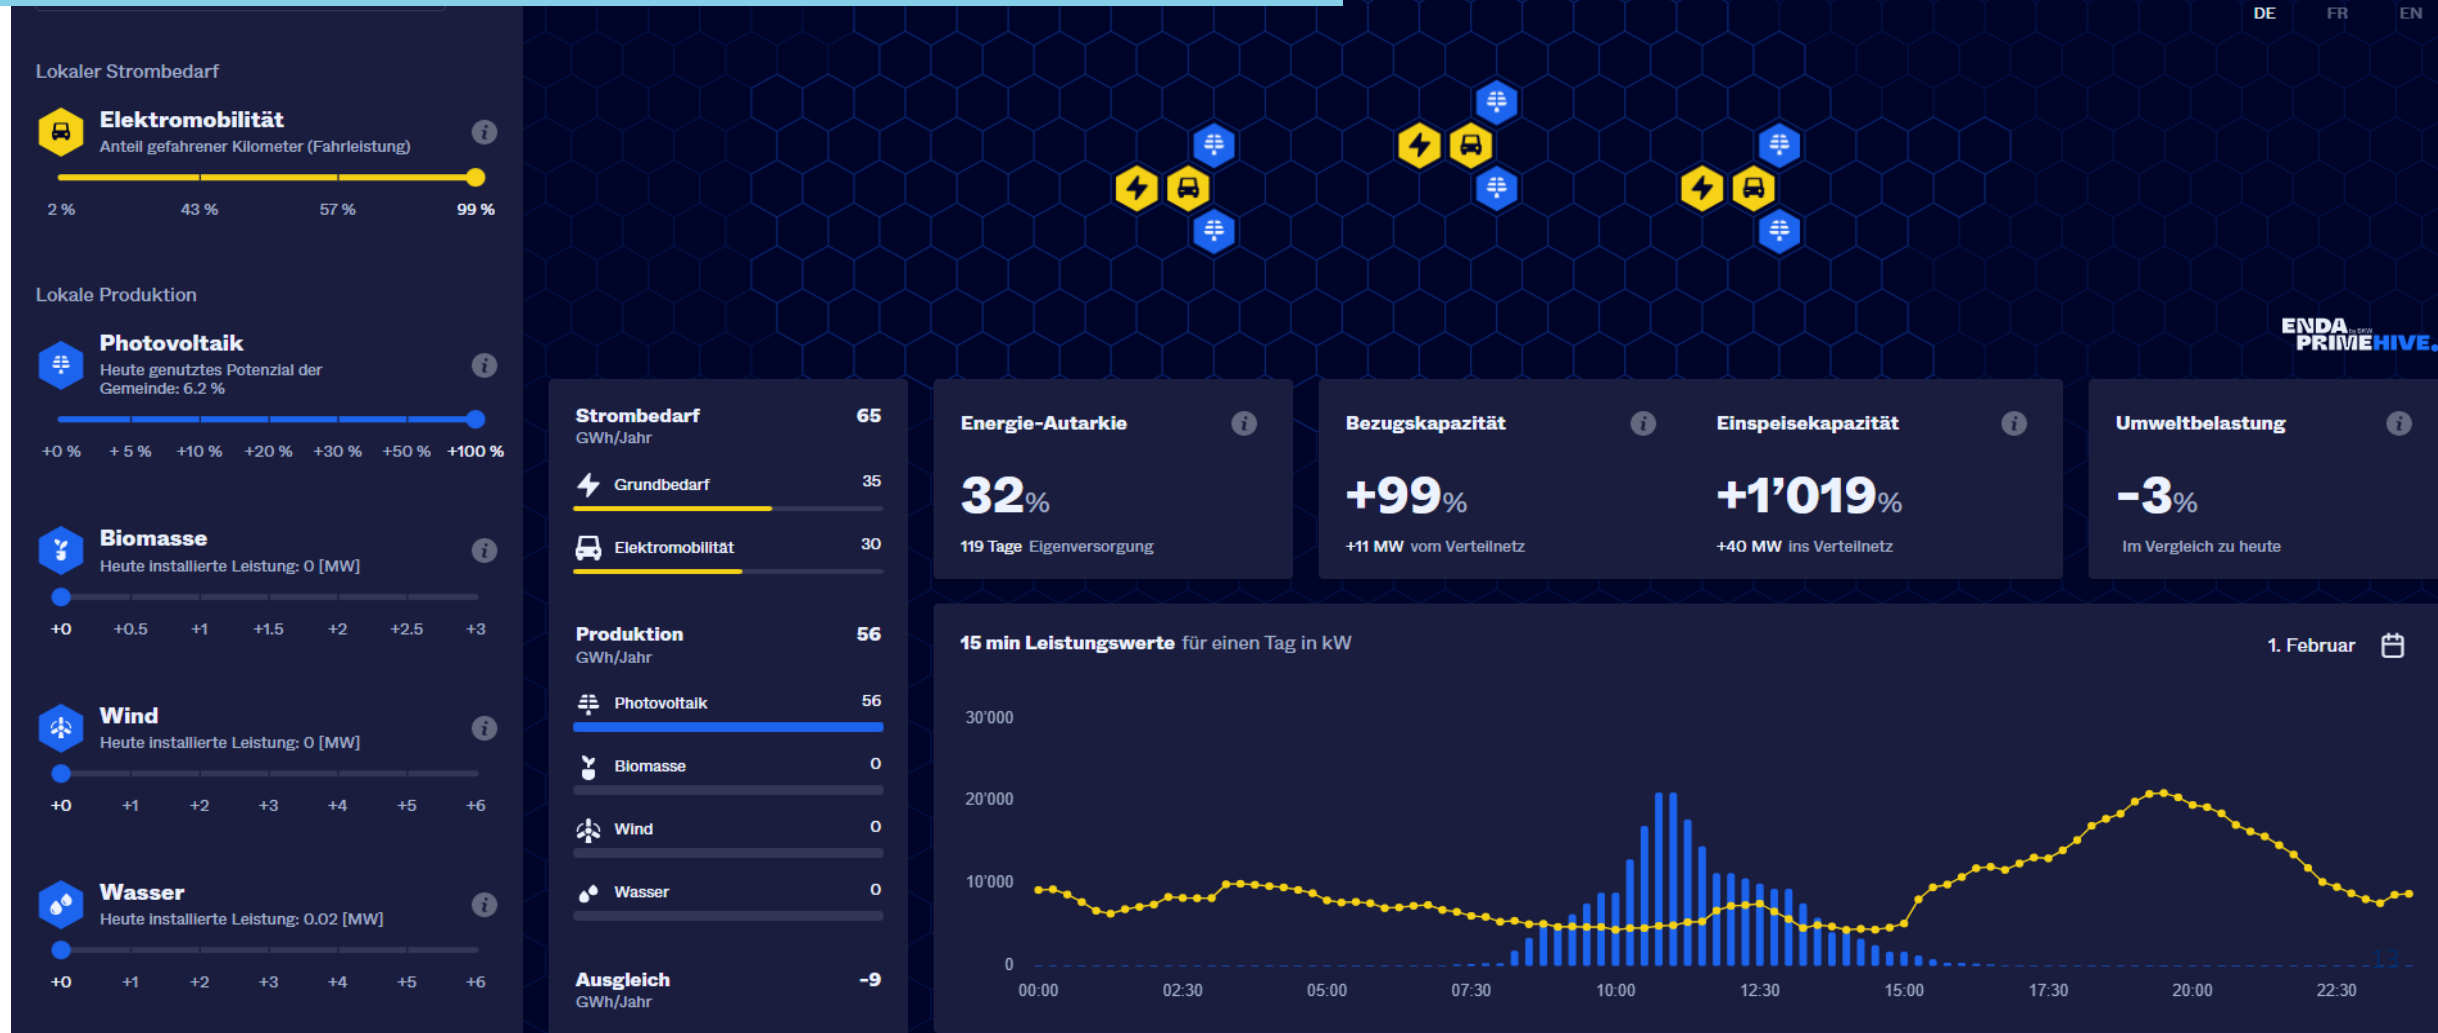 DE FR EN
Lokaler Strombedarf
Elektromobilität
Anteil gefahrener Kilometer (Fahrleistung)
2 % 43 % 57 % 99 %
Lokale Produktion
Photovoltaik
Heute genutztes Potenzial der
Gemeinde: 6.2 %
+0 % + 5 % +10 % +20 % +30 % +50 % +100 %
Biomasse
Heute installierte Leistung: 0 [MW]
+0 +0.5 +1 +1.5 +2 +2.5 +3
Wind
Heute installierte Leistung: 0 [MW]
+0 +1 +2 +3 +4 +5 +6
Wasser
Heute installierte Leistung: 0.02 [MW]
+0 +1 +2 +3 +4 +5 +6
ENDA by BKW
PRIMEHIVE.
Strombedarf 65
GWh/Jahr
Grundbedarf 35
Elektromobilität 30
Produktion 56
GWh/Jahr
Photovoltaik 56
Biomasse 0
Wind 0
Wasser 0
Ausgleich -9
GWh/Jahr
Energie-Autarkie
32%
119 Tage Eigenversorgung
Bezugskapazität
+99%
+11 MW vom Verteilnetz
Einspeisekapazität
+1’019%
+40 MW ins Verteilnetz
Umweltbelastung
-3%
Im Vergleich zu heute
15 min Leistungswerte für einen Tag in kW
1. Februar
30'000
20'000
10'000
0
13
00:00 02:30 05:00 07:30 10:00 12:30 15:00 17:30 20:00 22:30